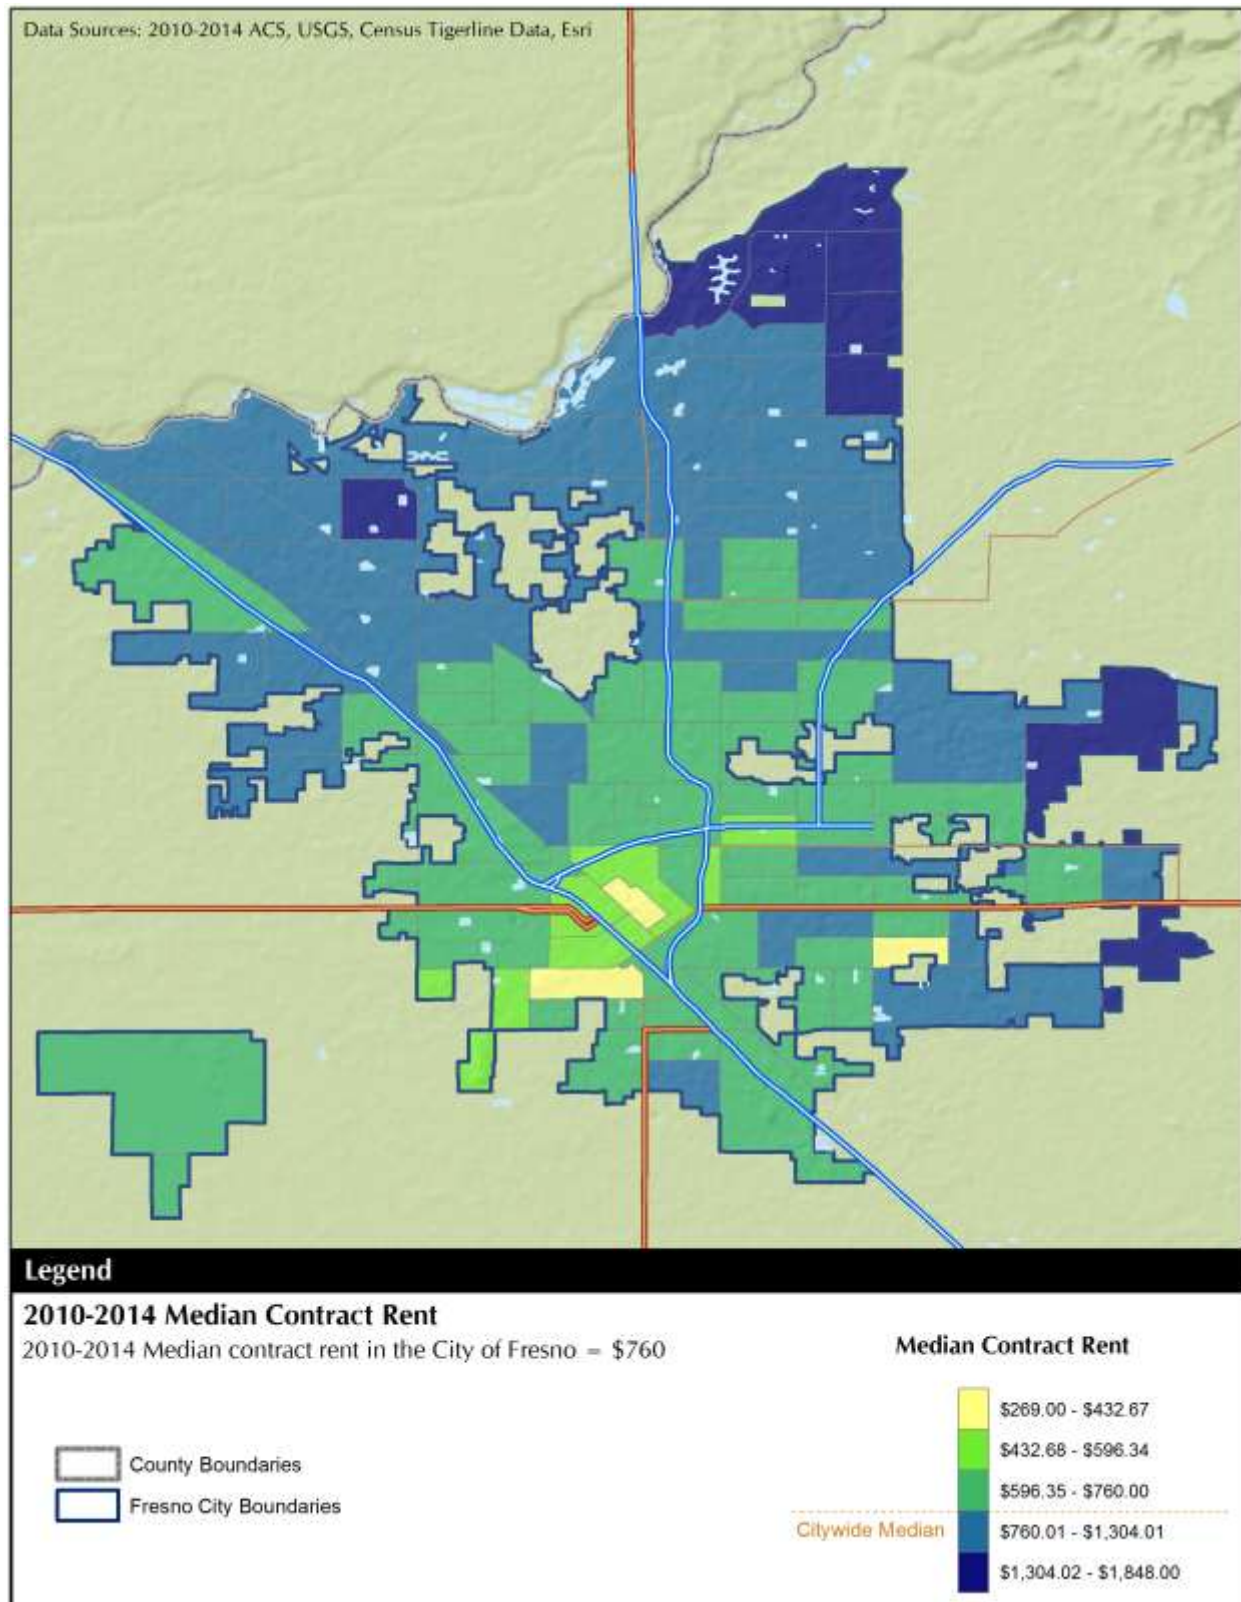 Data Sources: 2010-2014 ACS, USGS, Census Tigerline Data, Esri
Legend
2010-2014 Median Contract Rent
2010-2014 Median contract rent in the City of Fresno = $760
County Boundaries
Fresno City Boundaries
Median Contract Rent
$269.00 - $432.67
$432.68 - $596.34
$596.35 - $760.00
Citywide Median
$760.01 - $1,304.01
$1,304.02 - $1,848.00